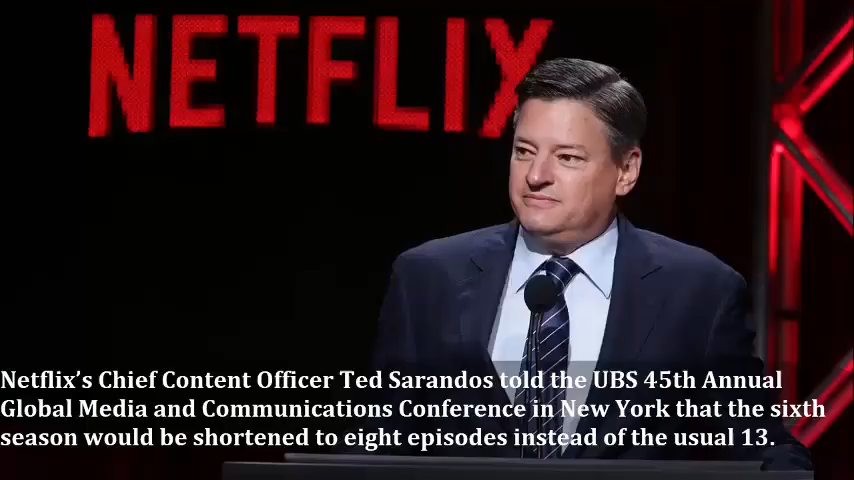 NETFLIX
Netflix’s Chief Content Officer Ted Sarandos told the UBS 45th Annual
Global Media and Communications Conference in New York that the sixth
season would be shortened to eight episodes instead of the usual 13.